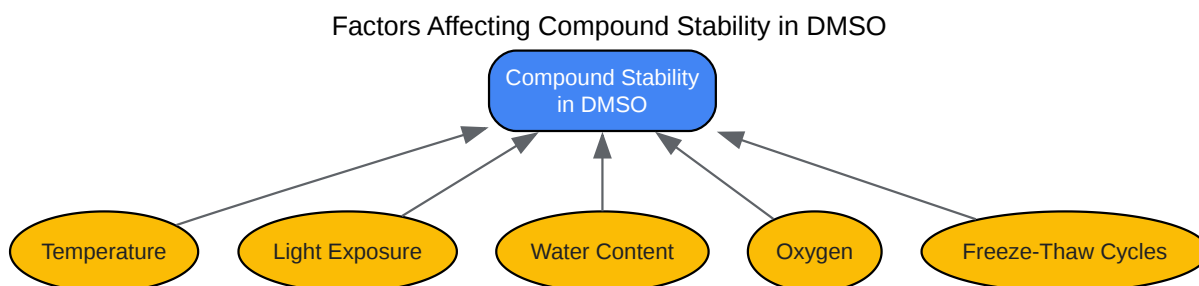 Factors Affecting Compound Stability in DMSO
Compound Stability
in DMSO
Temperature
Light Exposure
Water Content
Oxygen
Freeze-Thaw Cycles